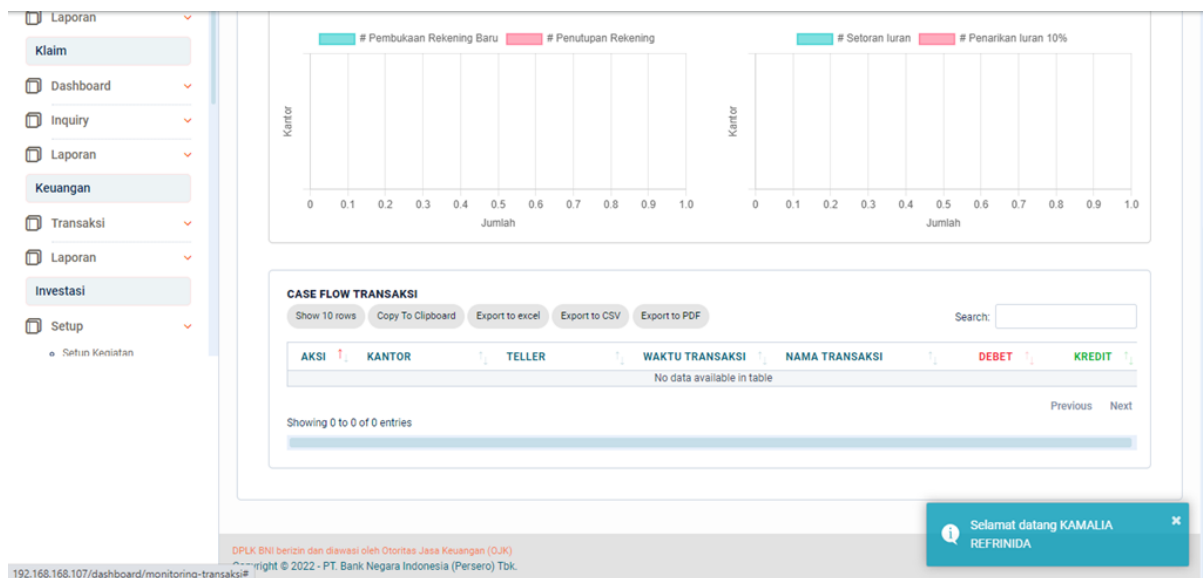 Laporan
Klaim
Dashboard
Inquiry
Laporan
Keuangan
Transaksi
Laporan
Investasi
Setup
Setup Kegiatan
# Pembukaan Rekening Baru # Penutupan Rekening
Kantor
0 0.1 0.2 0.3 0.4 0.5 0.6 0.7 0.8 0.9 1.0
Jumlah
# Setoran Iuran # Penarikan Iuran 10%
Kantor
0 0.1 0.2 0.3 0.4 0.5 0.6 0.7 0.8 0.9 1.0
Jumlah
CASE FLOW TRANSAKSI
Show 10 rows Copy To Clipboard Export to excel Export to CSV Export to PDF Search:
AKSI KANTOR TELLER WAKTU TRANSAKSI NAMA TRANSAKSI DEBET KREDIT
No data available in table
Previous Next
Showing 0 to 0 of 0 entries
Selamat datang KAMALIA
REFRINIDA
DPLK BNI berizin dan diawasi oleh Otoritas Jasa Keuangan (OJK)
Copyright © 2022 - PT. Bank Negara Indonesia (Persero) Tbk.
192.168.168.107/dashboard/monitoring-transaksi#